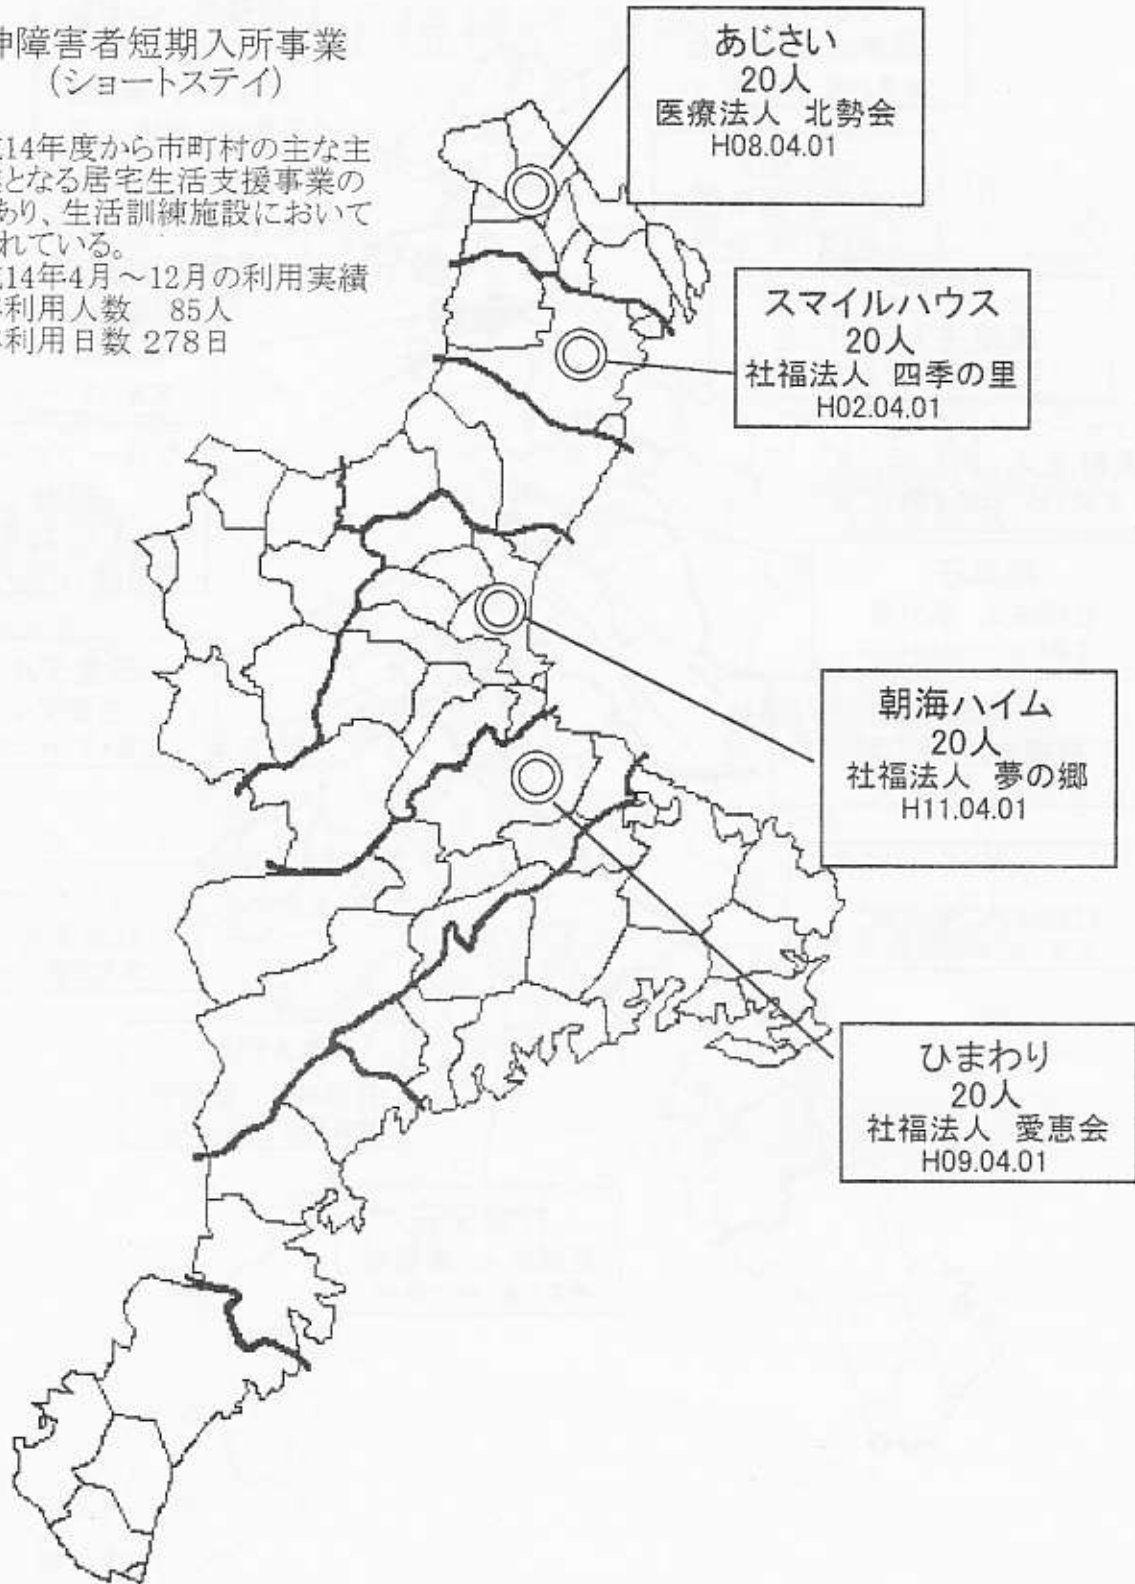 神障害者短期入所事業
(ショートステイ)
成14年度から市町村の主な主
業となる居宅生活支援事業の
であり、生活訓練施設において
されている。
成14年4月～12月の利用実績
利用人数 85人
利用日数 278日
あじさい
20人
医療法人 北勢会
H08.04.01
スマイルハウス
20人
社福法人 四季の里
H02.04.01
朝海ハイム
20人
社福法人 夢の郷
H11.04.01
ひまわり
20人
社福法人 愛恵会
H09.04.01